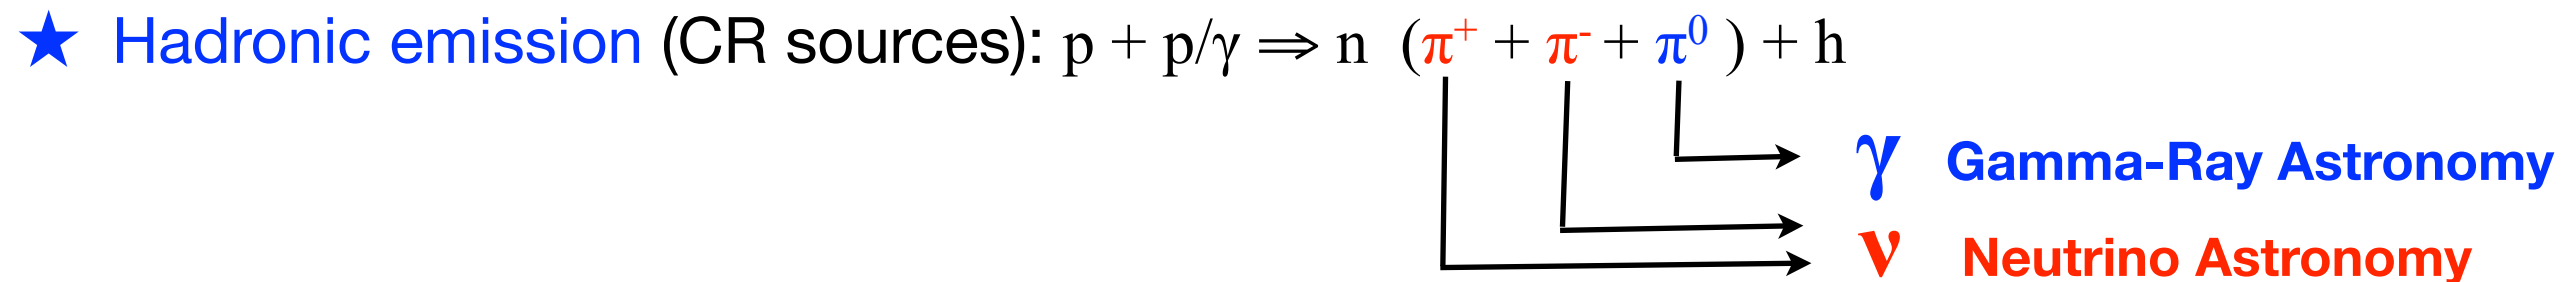 ★ Hadronic emission (CR sources): p + p/γ ⇒ n (π⁺ + π⁻ + π⁰ ) + h
γ Gamma-Ray Astronomy
ν Neutrino Astronomy